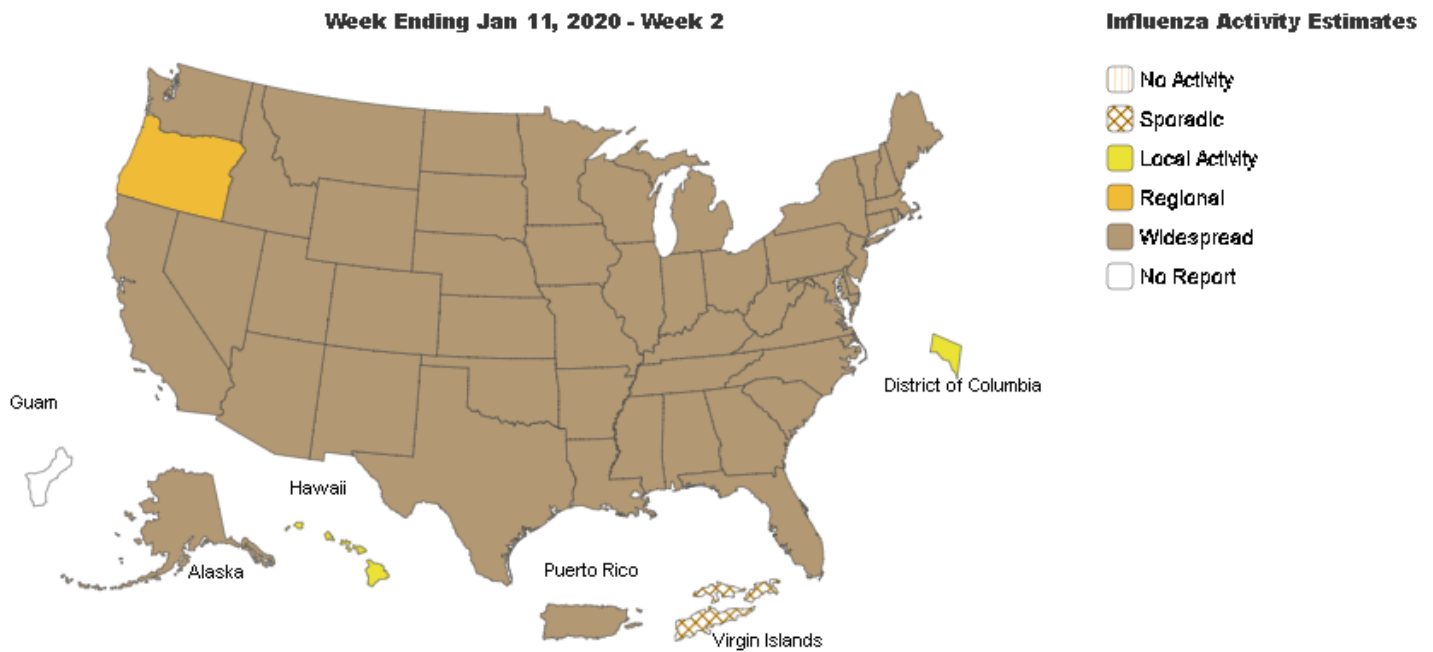 Week Ending Jan 11, 2020 - Week 2
Influenza Activity Estimates
No Activity
Sporadic
Local Activity
Regional
Widespread
No Report
District of Columbia
Guam
Hawaii
Alaska
Puerto Rico
Virgin Islands